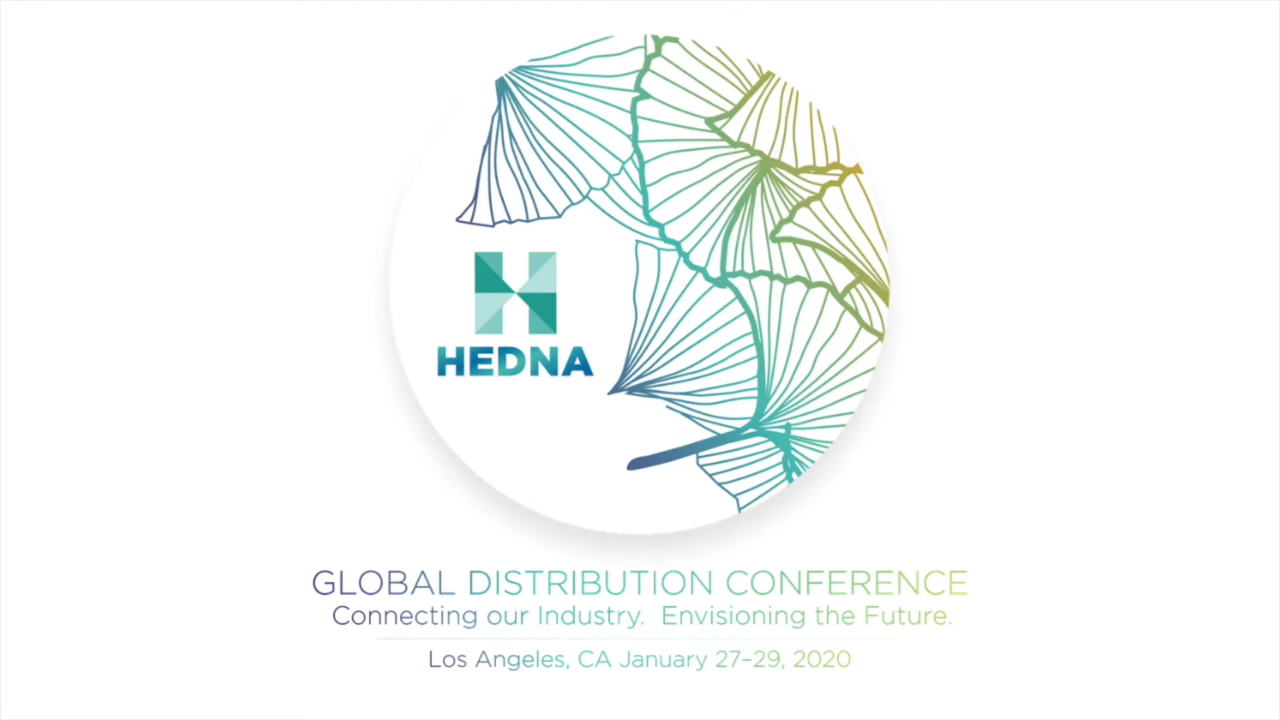 HEDNA
GLOBAL DISTRIBUTION CONFERENCE
Connecting our Industry. Envisioning the Future.
Los Angeles, CA January 27–29, 2020